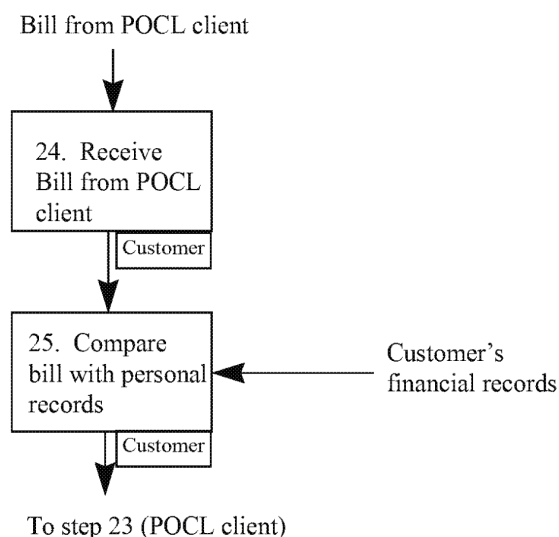 Bill from POCL client
24. Receive
Bill from POCL
client
Customer
25. Compare
bill with personal
records
Customer's
financial records
Customer
To step 23 (POCL client)